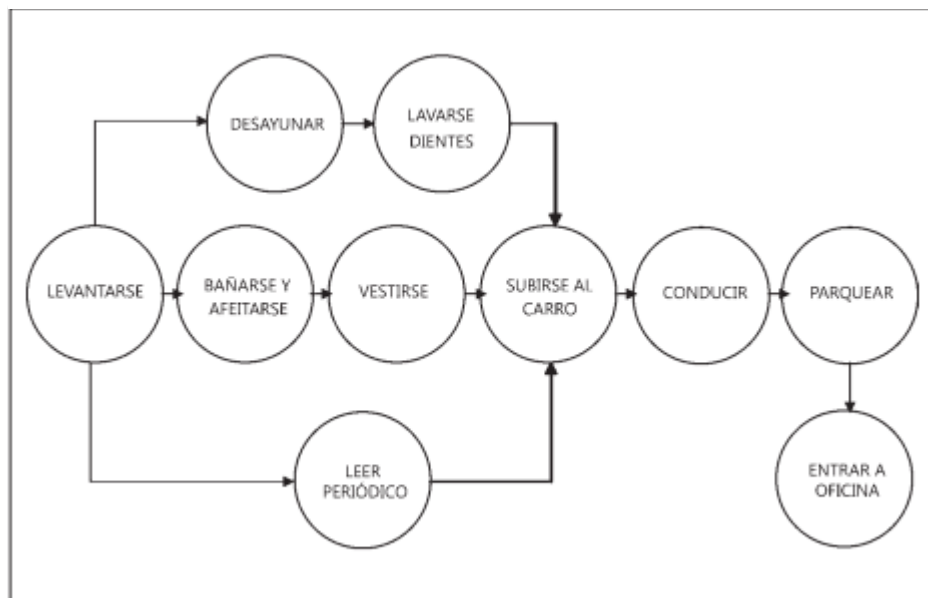 DESAYUNAR
LAVARSE
DIENTES
LEVANTARSE
BAÑARSE Y
AFEITARSE
VESTIRSE
SUBIRSE AL
CARRO
CONDUCIR
PARQUEAR
LEER
PERIÓDICO
ENTRAR A
OFICINA